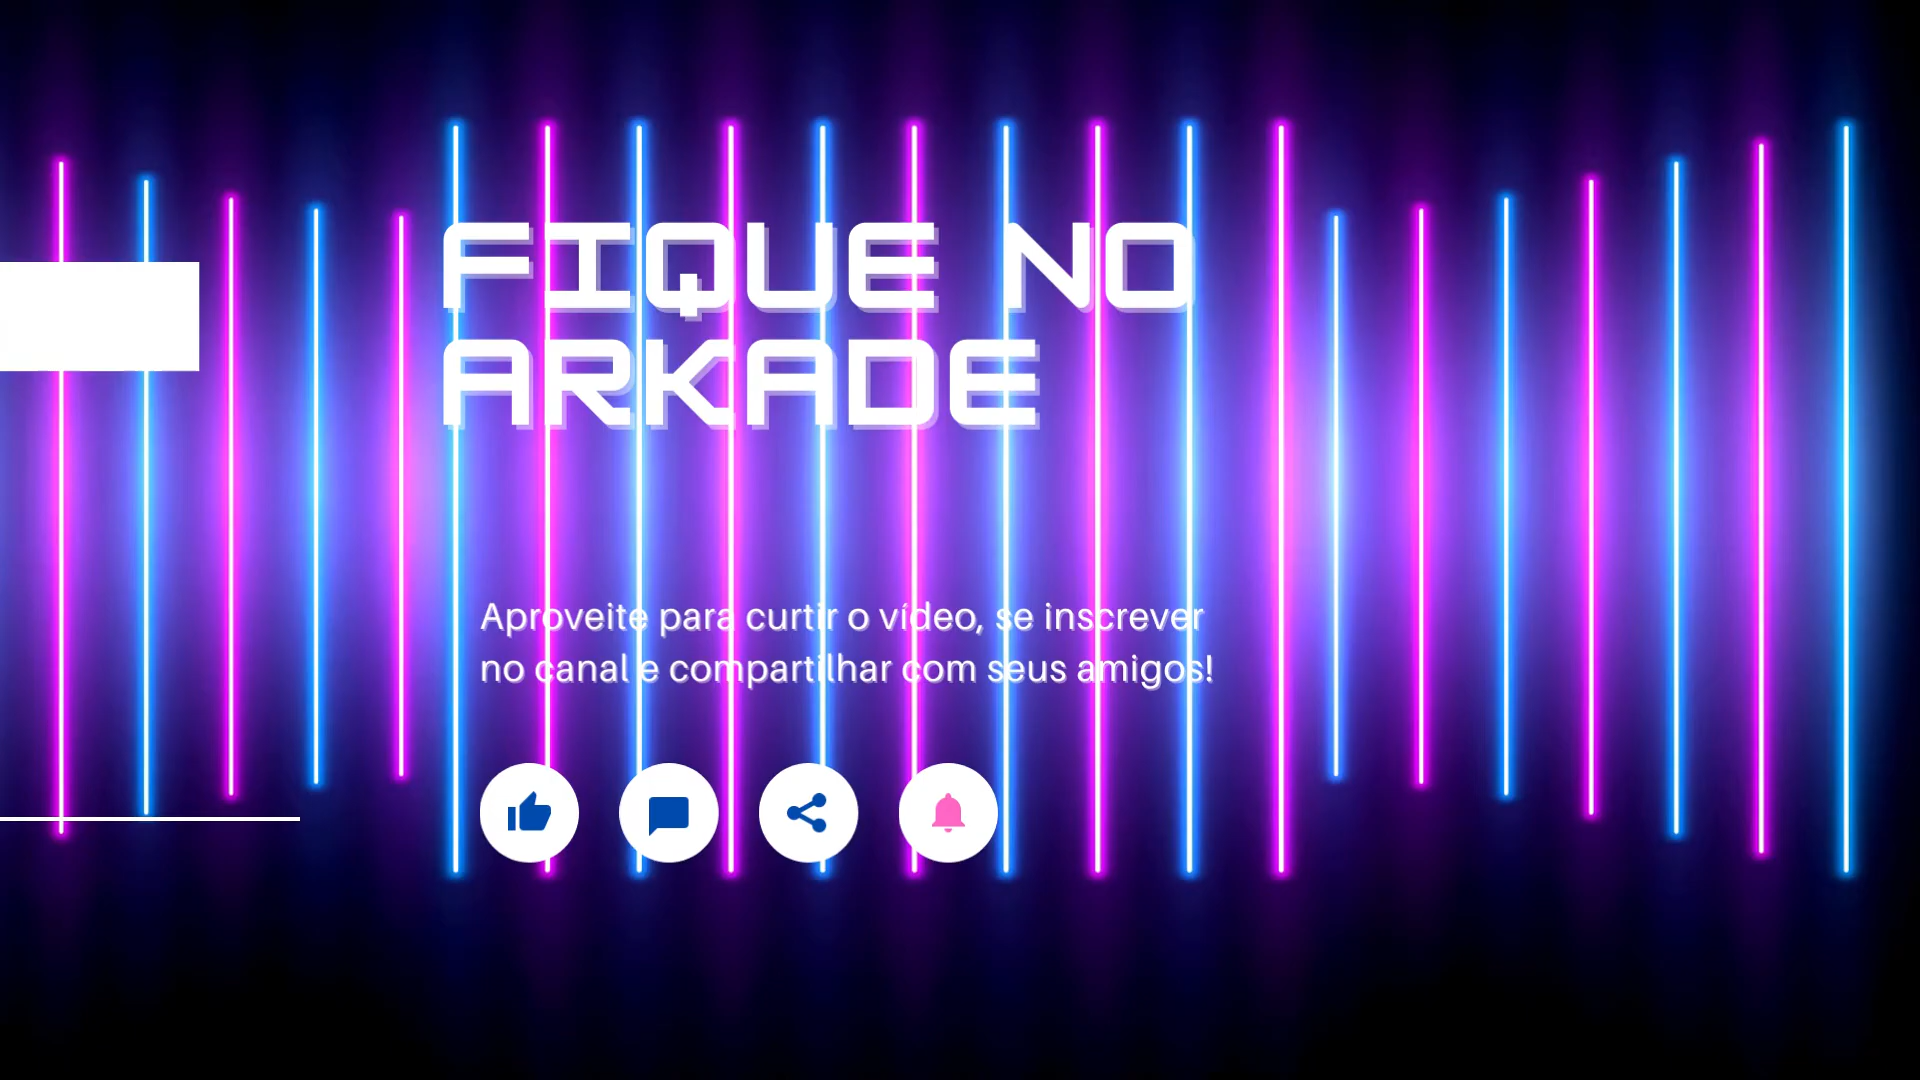 FIQUE NO
ARKADE
Aproveite para curtir o vídeo, se inscrever
no canal e compartilhar com seus amigos!